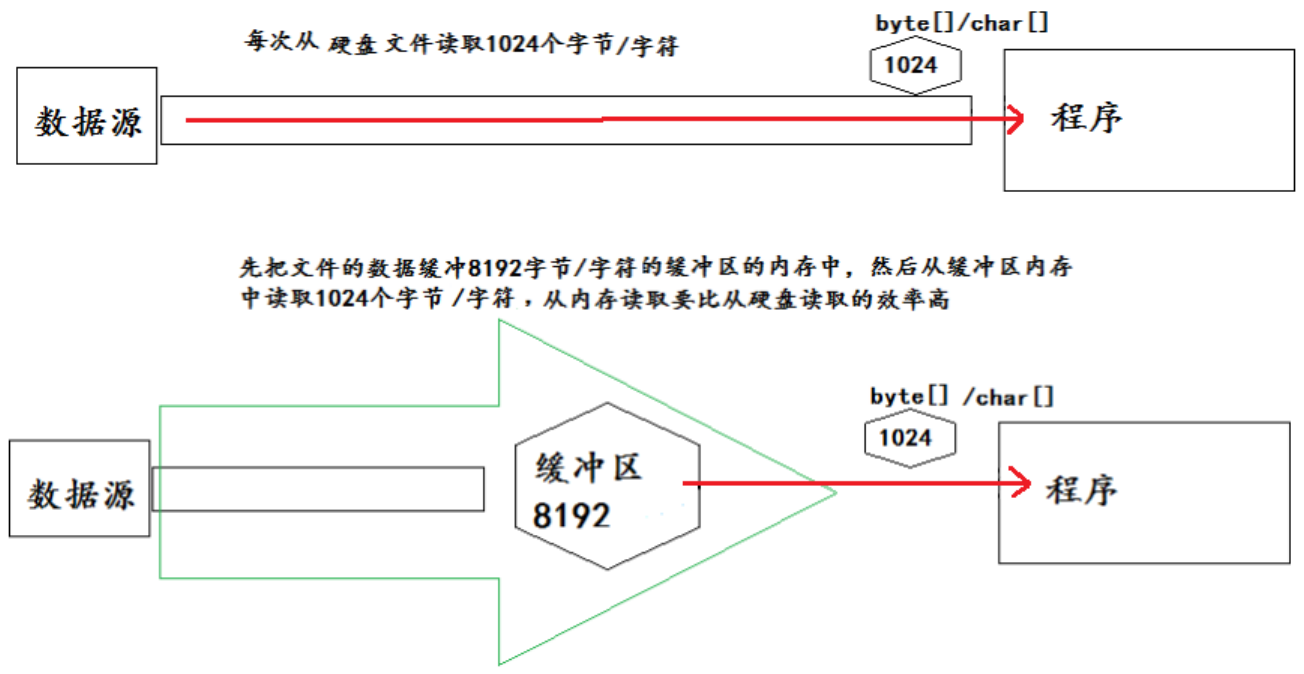 byte[]/char[]
每次从 硬盘 文件读取1024个字节/字符
1024
数据源
程序
先把文件的数据缓冲8192字节/字符的缓冲区的内存中，然后从缓冲区内存
中读取1024个字节 /字符，从内存读取要比从硬盘读取的效率高
byte[] /char[]
1024
缓冲区
8192
数据源
程序